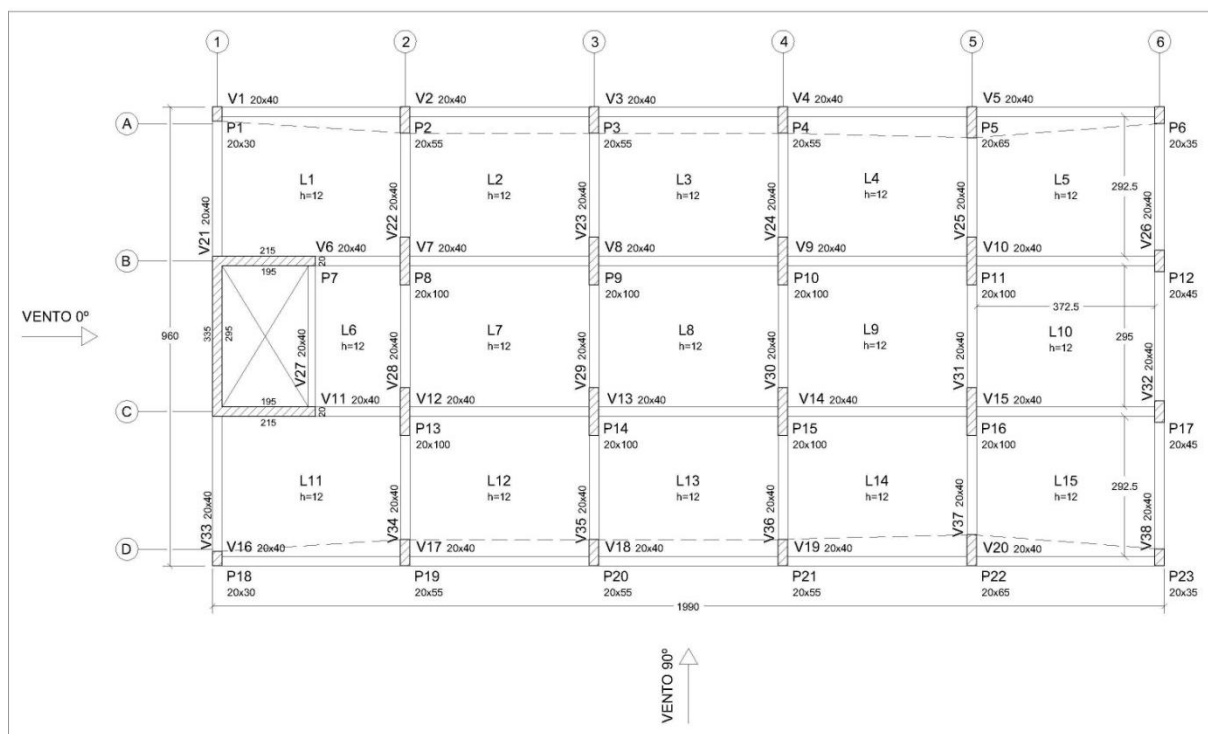 1 2 3 4 5 6
V1 20x40 V2 20x40 V3 20x40 V4 20x40 V5 20x40
A
P1 P2 P3 P4 P5 P6
20x30 20x55 20x55 20x55 20x65 20x35
L1 L2 L3 L4 L5
h=12 h=12 h=12 h=12 h=12
292.5
V21 20x40 V22 20x40 V23 20x40 V24 20x40 V25 20x40 V26 20x40
215 V6 20x40 V7 20x40 V8 20x40 V9 20x40 V10 20x40
B
195 20 P7 P8 P9 P10 P11 P12
20x100 20x100 20x100 20x100 20x45
372.5
VENTO 0º
960 335 295
L6 L7 L8 L9 L10
h=12 h=12 h=12 h=12 h=12
295
V27 20x40 V28 20x40 V29 20x40 V30 20x40 V31 20x40 V32 20x40
195 V11 20x40 V12 20x40 V13 20x40 V14 20x40 V15 20x40
C
215 20 P13 P14 P15 P16 P17
20x100 20x100 20x100 20x100 20x45
L11 L12 L13 L14 L15
h=12 h=12 h=12 h=12 h=12
292.5
V33 20x40 V34 20x40 V35 20x40 V36 20x40 V37 20x40 V38 20x40
D
V16 20x40 V17 20x40 V18 20x40 V19 20x40 V20 20x40
P18 P19 P20 P21 P22 P23
20x30 20x55 20x55 20x55 20x65 20x35
1990
VENTO 90º